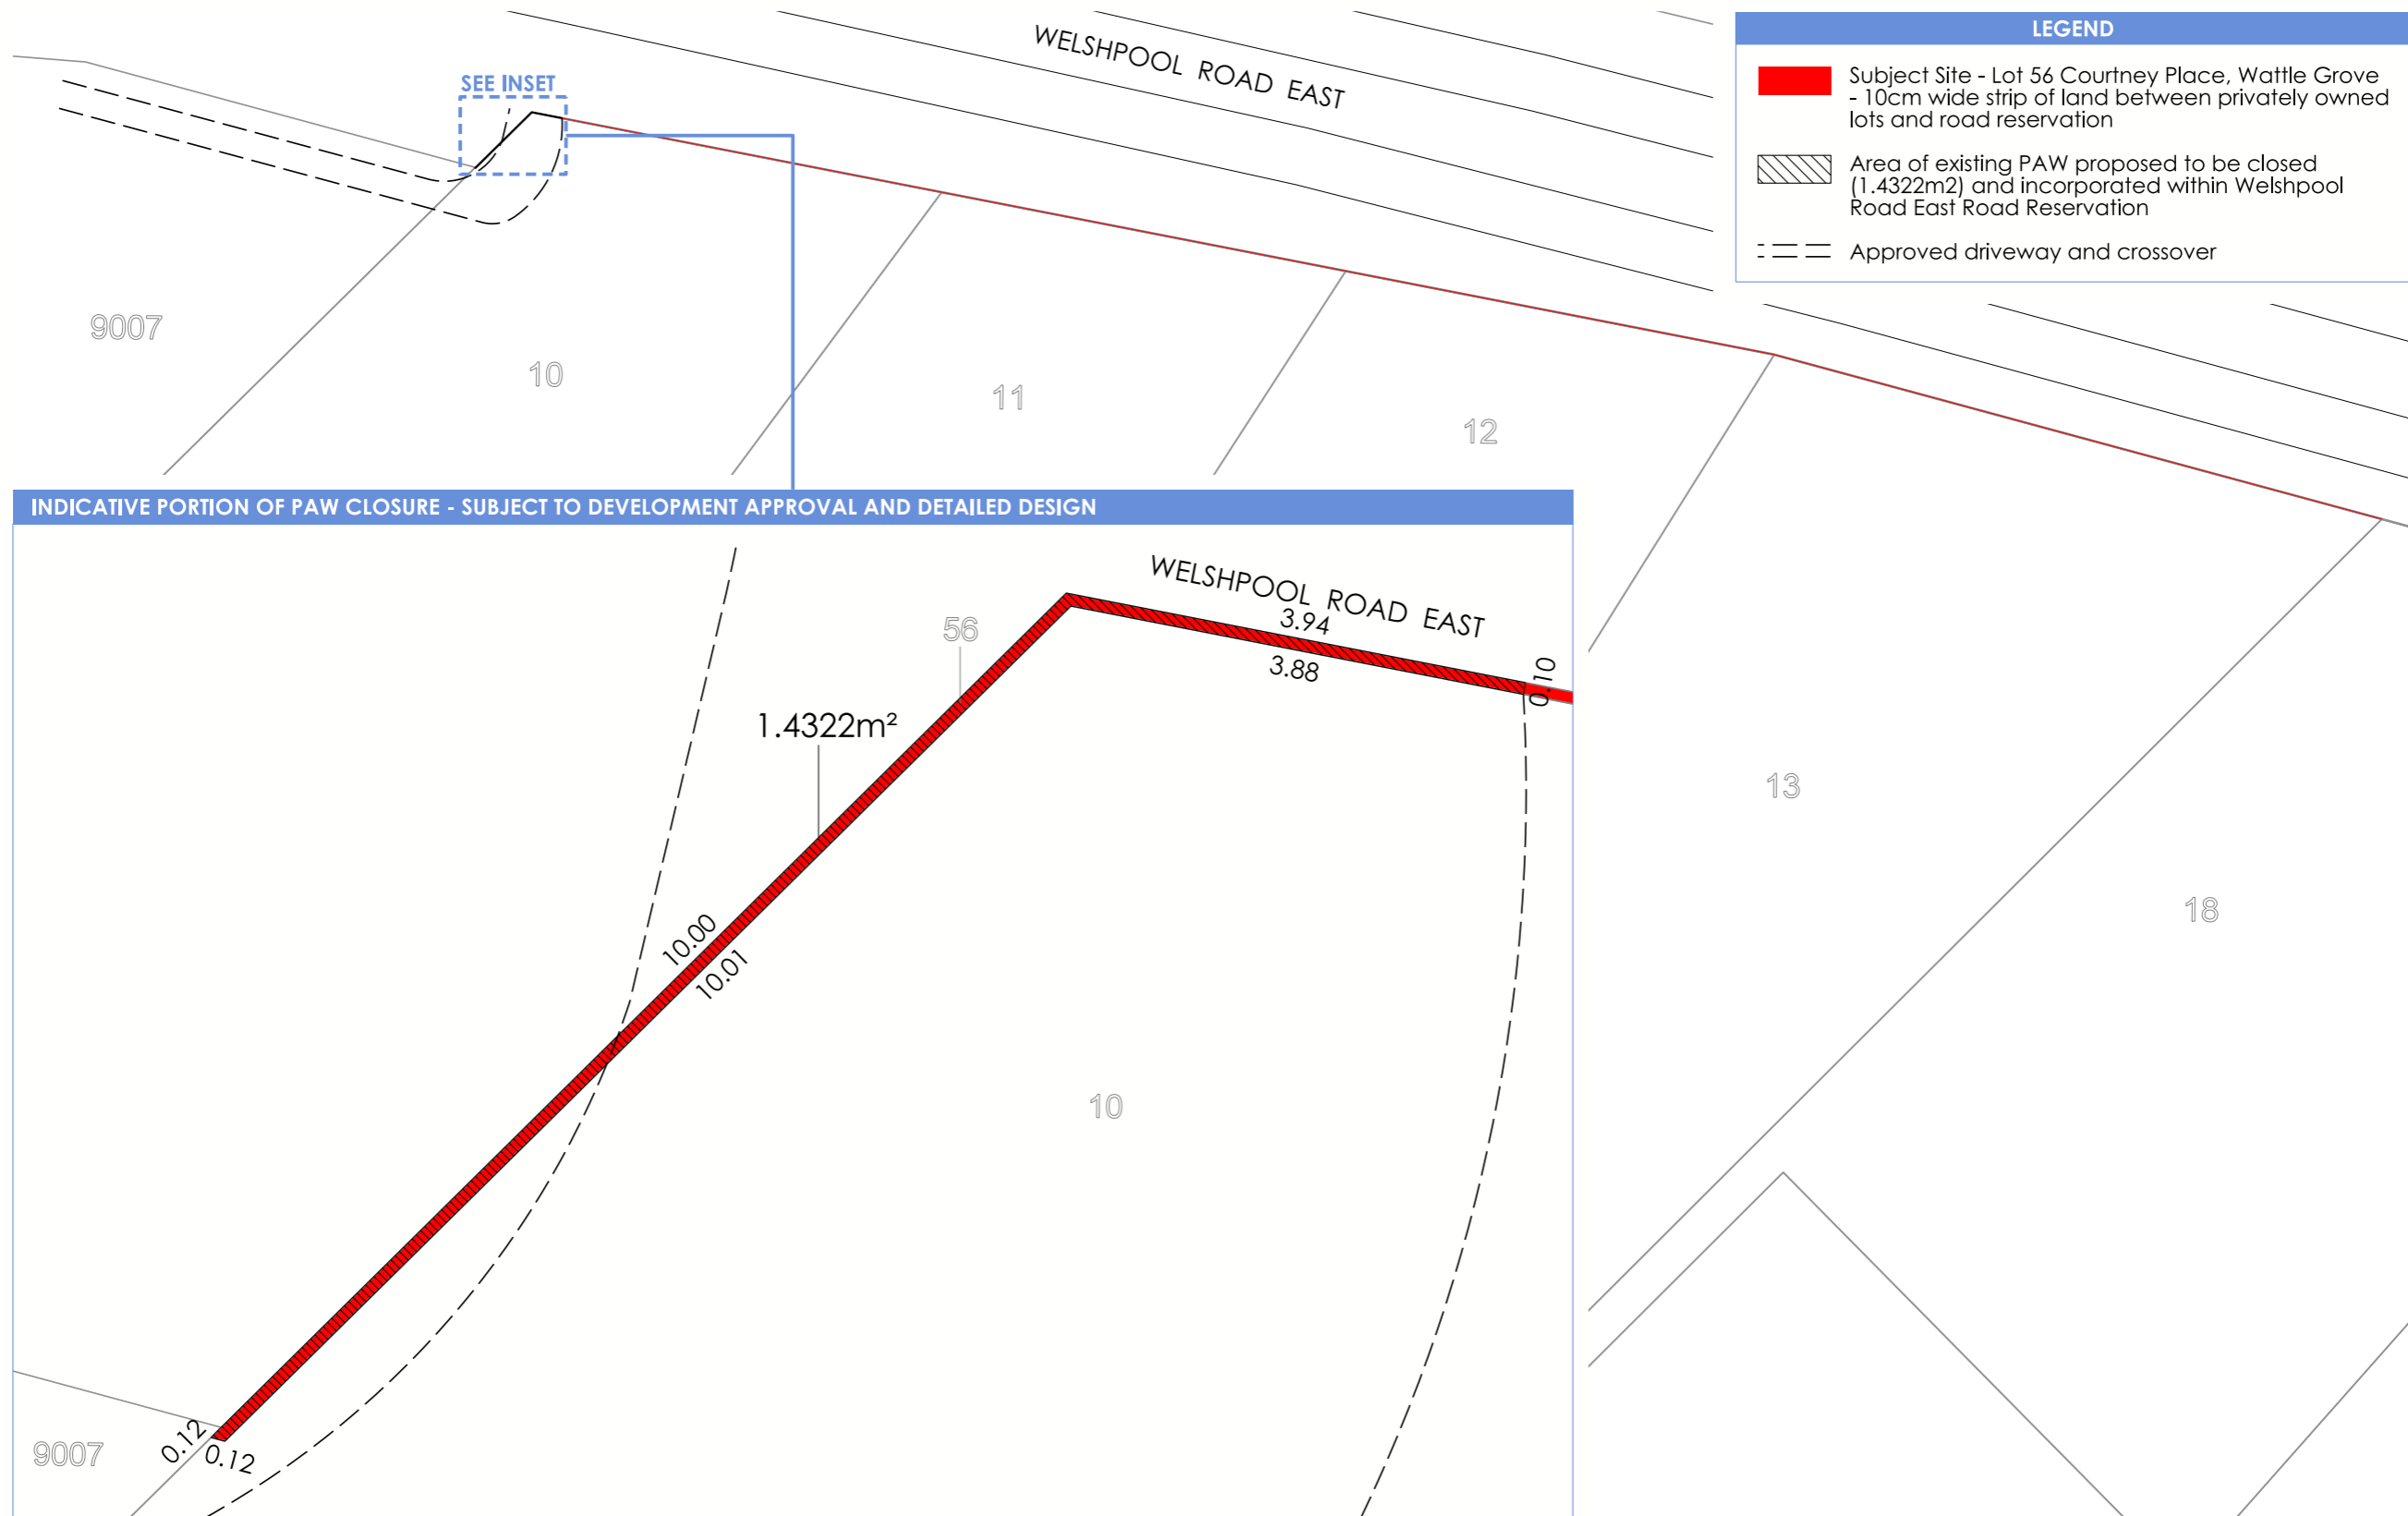 WELSHPOOL ROAD EAST
LEGEND
Subject Site - Lot 56 Courtney Place, Wattle Grove
- 10cm wide strip of land between privately owned
lots and road reservation
Area of existing PAW proposed to be closed
(1.4322m2) and incorporated within Welshpool
Road East Road Reservation
Approved driveway and crossover
SEE INSET
9007
10
11
12
13
18
INDICATIVE PORTION OF PAW CLOSURE - SUBJECT TO DEVELOPMENT APPROVAL AND DETAILED DESIGN
WELSHPOOL ROAD EAST
56
3.94
3.88
0.10
1.4322m²
10.00
10.01
10
0.12
0.12
9007